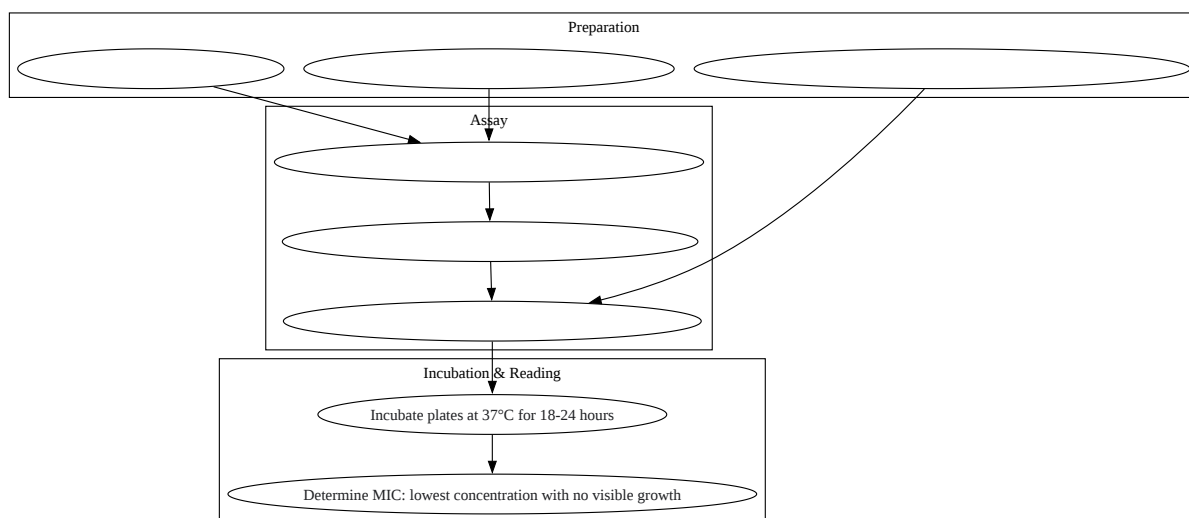 Preparation
Assay
Incubation & Reading
Incubate plates at 37°C for 18-24 hours
Determine MIC: lowest concentration with no visible growth